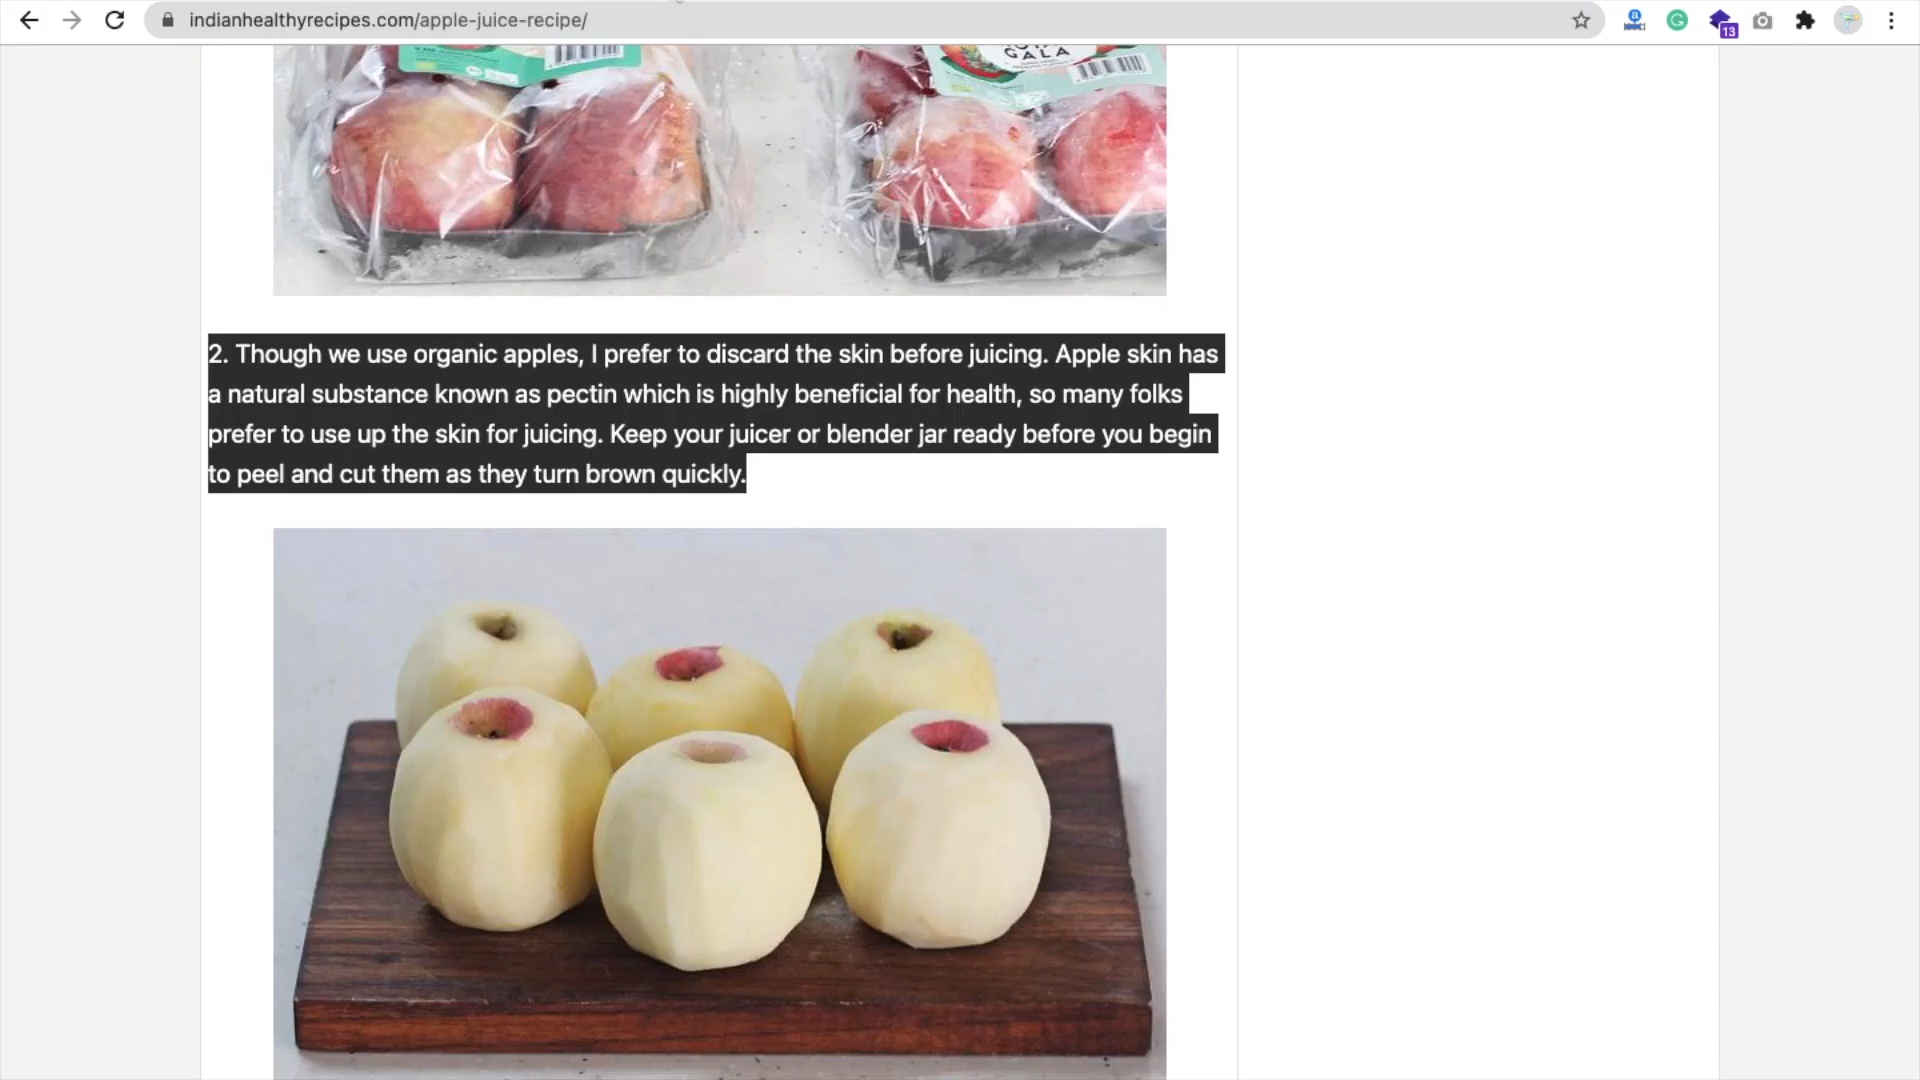 indianhealthyrecipes.com/apple-juice-recipe/
13
GALA
2. Though we use organic apples, I prefer to discard the skin before juicing. Apple skin has
a natural substance known as pectin which is highly beneficial for health, so many folks
prefer to use up the skin for juicing. Keep your juicer or blender jar ready before you begin
to peel and cut them as they turn brown quickly.